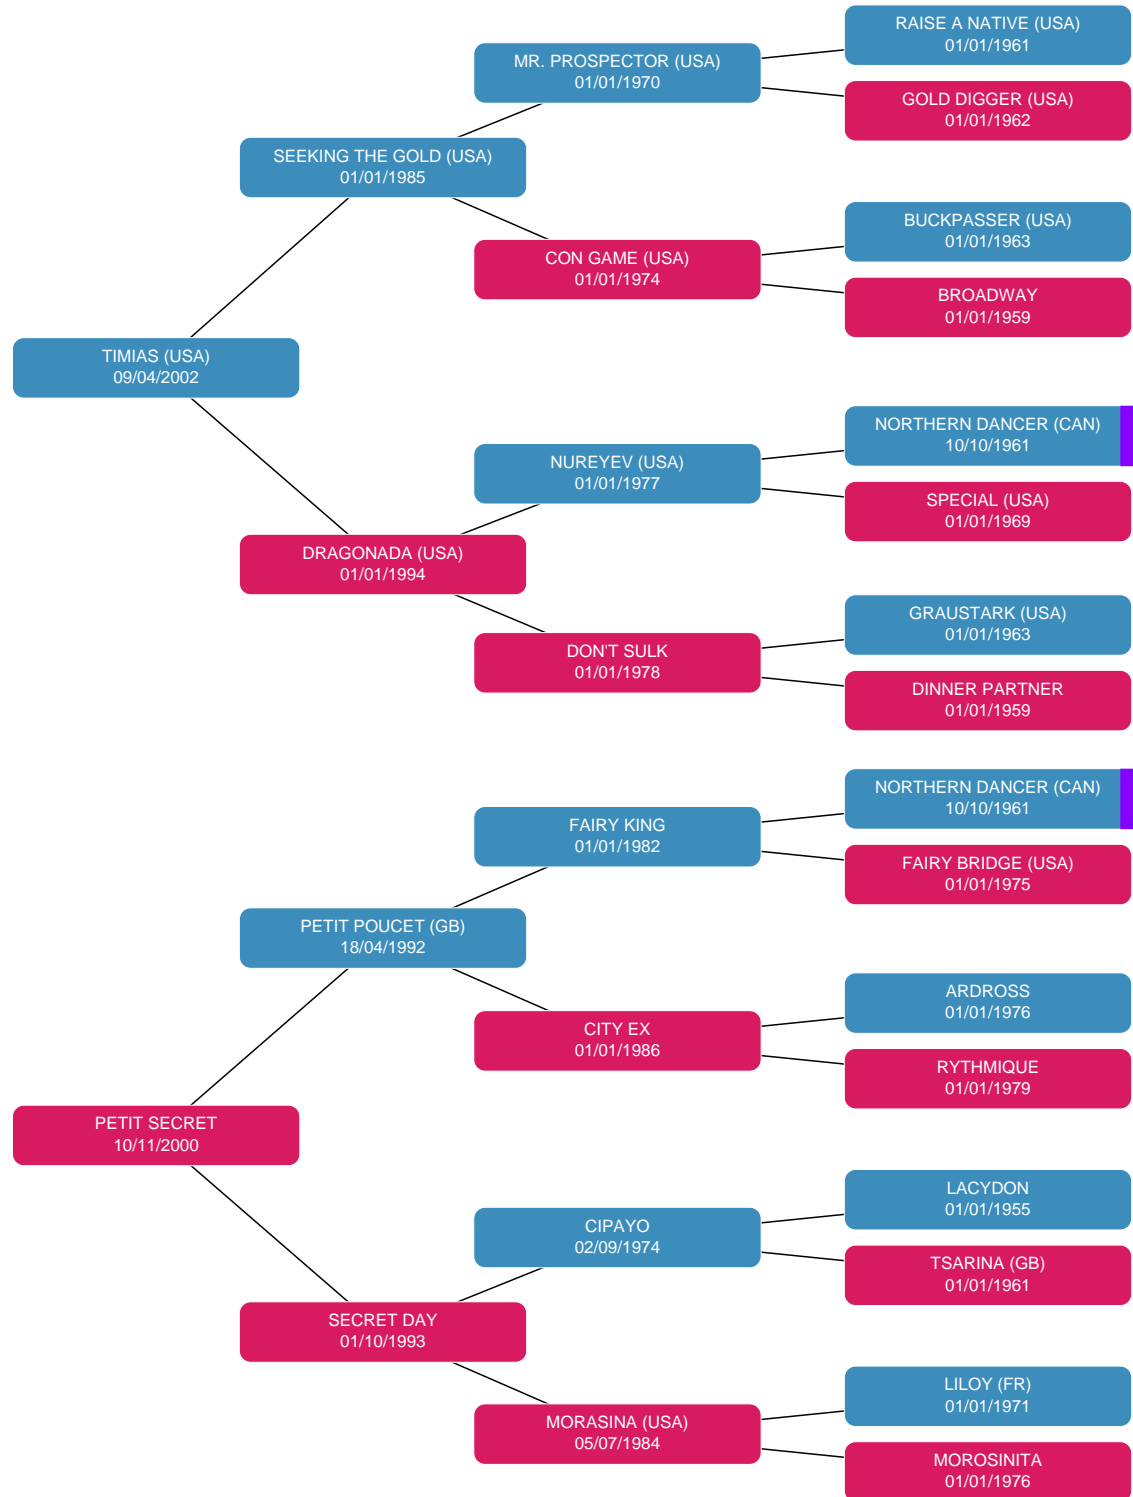 RAISE A NATIVE (USA)
01/01/1961
MR. PROSPECTOR (USA)
01/01/1970
GOLD DIGGER (USA)
01/01/1962
SEEKING THE GOLD (USA)
01/01/1985
BUCKPASSER (USA)
01/01/1963
CON GAME (USA)
01/01/1974
BROADWAY
01/01/1959
TIMIAS (USA)
09/04/2002
NORTHERN DANCER (CAN)
10/10/1961
NUREYEV (USA)
01/01/1977
SPECIAL (USA)
01/01/1969
DRAGONADA (USA)
01/01/1994
GRAUSTARK (USA)
01/01/1963
DON'T SULK
01/01/1978
DINNER PARTNER
01/01/1959
NORTHERN DANCER (CAN)
10/10/1961
FAIRY KING
01/01/1982
FAIRY BRIDGE (USA)
01/01/1975
PETIT POUCET (GB)
18/04/1992
ARDROSS
01/01/1976
CITY EX
01/01/1986
RYTHMIQUE
01/01/1979
PETIT SECRET
10/11/2000
LACYDON
01/01/1955
CIPAYO
02/09/1974
TSARINA (GB)
01/01/1961
SECRET DAY
01/10/1993
LILOY (FR)
01/01/1971
MORASINA (USA)
05/07/1984
MOROSINITA
01/01/1976